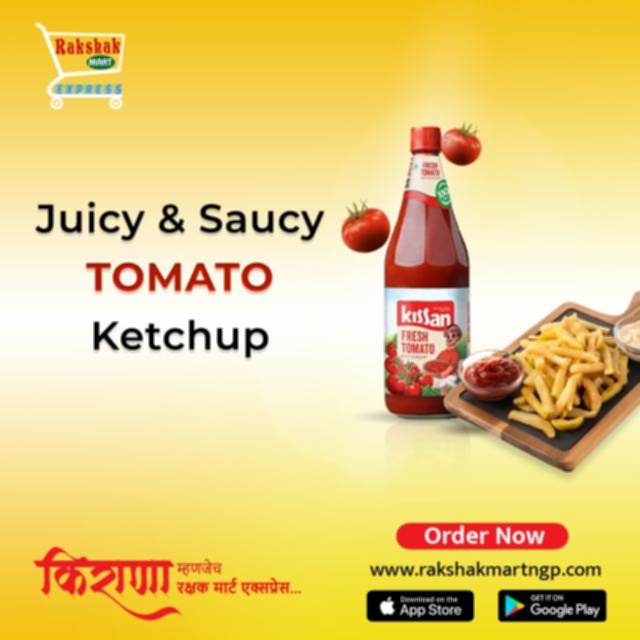 Rakshak
MART
EXPRESS
Juicy & Saucy
TOMATO
Ketchup
FRESH
TOMATO
kissan
FRESH
TOMATO
Order Now
www.rakshakmartngp.com
Download on the
App Store
GET IT ON
Google Play
किराणा म्हणजेच
रक्षक मार्ट एक्सप्रेस...